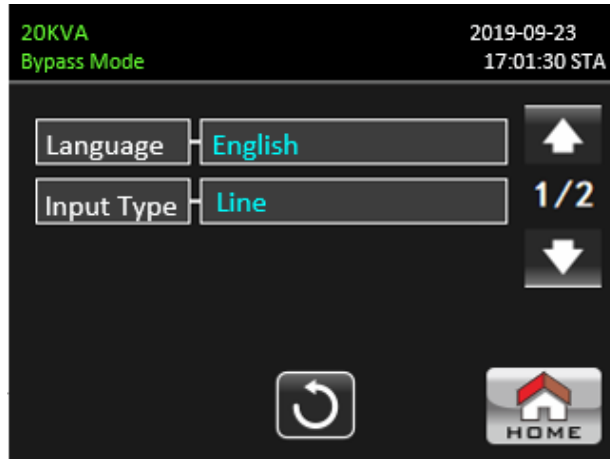 20KVA 2019-09-23
Bypass Mode 17:01:30 STA
Language English
Input Type Line
1/2
HOME